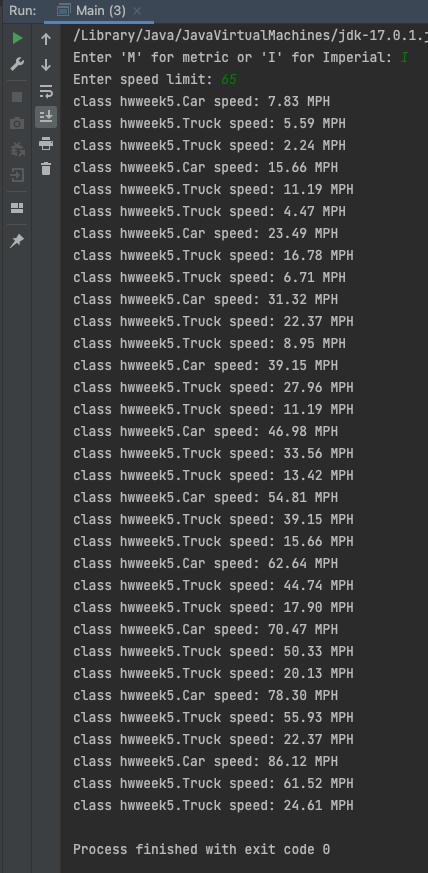 Run: Main (3) ×
/Library/Java/JavaVirtualMachines/jdk-17.0.1.j
Enter 'M' for metric or 'I' for Imperial: I
Enter speed limit: 65
class hwweek5.Car speed: 7.83 MPH
class hwweek5.Truck speed: 5.59 MPH
class hwweek5.Truck speed: 2.24 MPH
class hwweek5.Car speed: 15.66 MPH
class hwweek5.Truck speed: 11.19 MPH
class hwweek5.Truck speed: 4.47 MPH
class hwweek5.Car speed: 23.49 MPH
class hwweek5.Truck speed: 16.78 MPH
class hwweek5.Truck speed: 6.71 MPH
class hwweek5.Car speed: 31.32 MPH
class hwweek5.Truck speed: 22.37 MPH
class hwweek5.Truck speed: 8.95 MPH
class hwweek5.Car speed: 39.15 MPH
class hwweek5.Truck speed: 27.96 MPH
class hwweek5.Truck speed: 11.19 MPH
class hwweek5.Car speed: 46.98 MPH
class hwweek5.Truck speed: 33.56 MPH
class hwweek5.Truck speed: 13.42 MPH
class hwweek5.Car speed: 54.81 MPH
class hwweek5.Truck speed: 39.15 MPH
class hwweek5.Truck speed: 15.66 MPH
class hwweek5.Car speed: 62.64 MPH
class hwweek5.Truck speed: 44.74 MPH
class hwweek5.Truck speed: 17.90 MPH
class hwweek5.Car speed: 70.47 MPH
class hwweek5.Truck speed: 50.33 MPH
class hwweek5.Truck speed: 20.13 MPH
class hwweek5.Car speed: 78.30 MPH
class hwweek5.Truck speed: 55.93 MPH
class hwweek5.Truck speed: 22.37 MPH
class hwweek5.Car speed: 86.12 MPH
class hwweek5.Truck speed: 61.52 MPH
class hwweek5.Truck speed: 24.61 MPH
Process finished with exit code 0